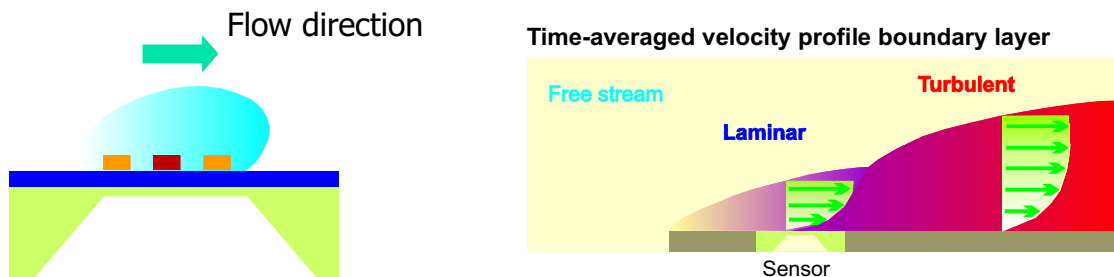 Flow direction
Time-averaged velocity profile boundary layer
Free stream
Turbulent
Laminar
Sensor